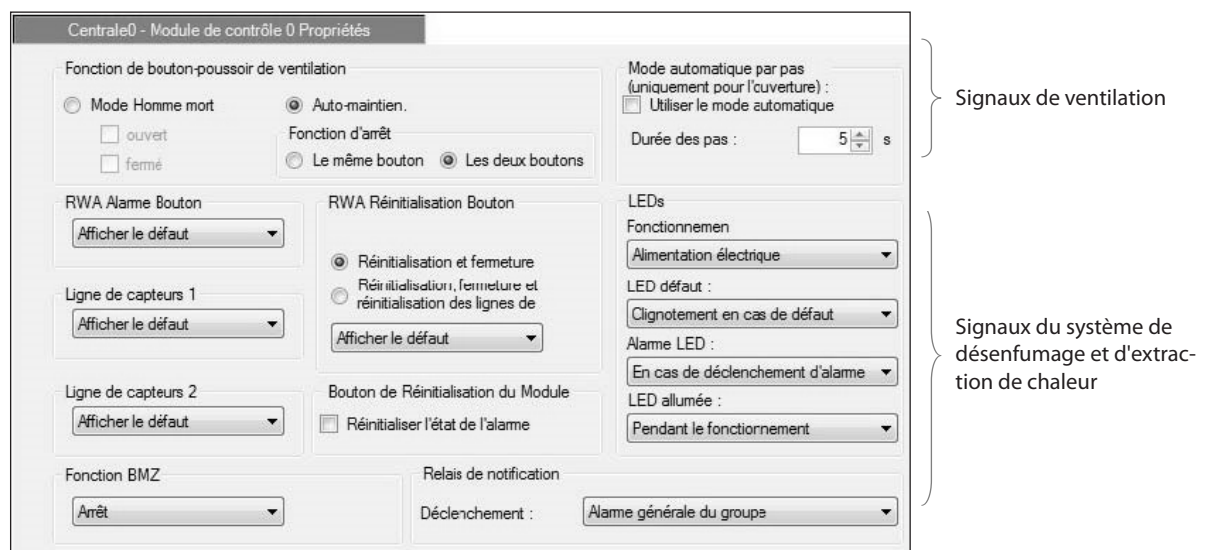 Centrale0 - Module de contrôle 0 Propriétés
Fonction de bouton-poussoir de ventilation
Mode Homme mort
ouvert
fermé
Auto-maintien.
Fonction d'arrêt
Le même bouton
Les deux boutons
Mode automatique par pas
(uniquement pour l'cuverture) :
Utiliser le mode automatique
Durée des pas :
5
s
Signaux de ventilation
RWA Alarme Bouton
Afficher le défaut
Ligne de capteurs 1
Afficher le défaut
Ligne de capteurs 2
Afficher le défaut
RWA Réinitialisation Bouton
Réinitialisation et fermeture
Réinitialisation, fermeture et
réinitialisation des lignes de
Afficher le défaut
Bouton de Réinitialisation du Module
Réinitialiser l'état de l'alarme
LEDs
Fonctionnemen
Alimentation électrique
LED défaut :
Clignotement en cas de défaut
Alarme LED :
En cas de déclenchement d'alarme
LED allumée :
Pendant le fonctionnement
Signaux du système de
désenfumage et d'extrac-
tion de chaleur
Fonction BMZ
Arrêt
Relais de notification
Déclenchement :
Alarme générale du groupe